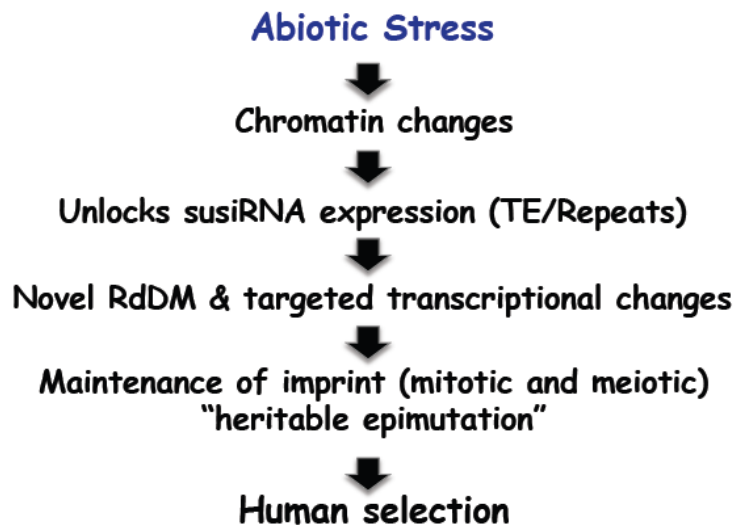 Abiotic Stress
Chromatin changes
Unlocks susiRNA expression (TE/Repeats)
Novel RdDM & targeted transcriptional changes
Maintenance of imprint (mitotic and meiotic)
“heritable epimutation”
Human selection